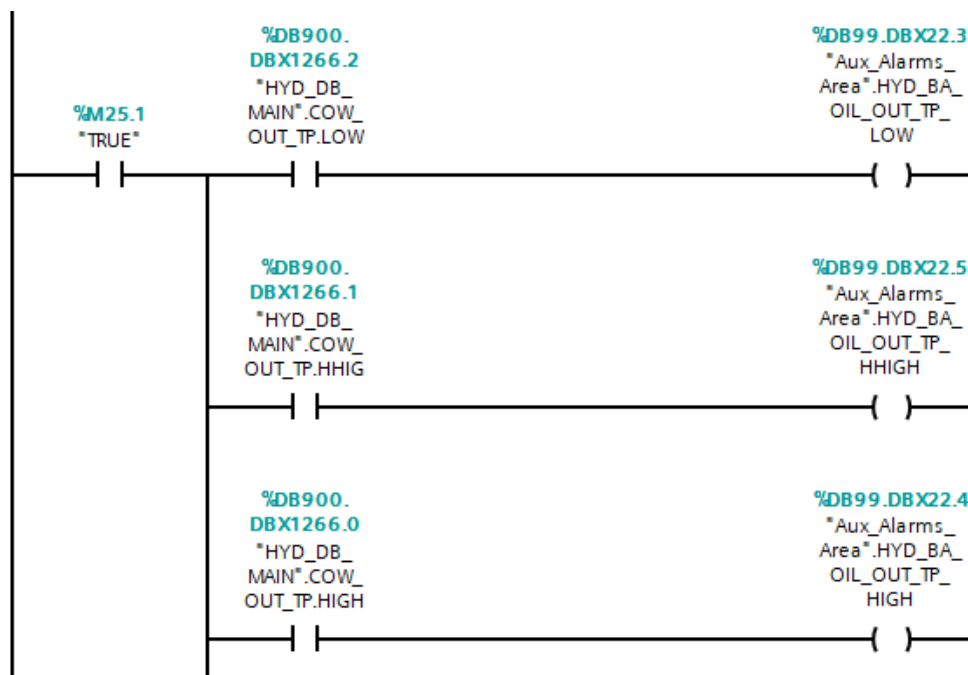 %DB900.
DBX1266.2
"HYD_DB_
MAIN".COW_
OUT_TP.LOW
%DB99.DBX22.3
"Aux_Alarms_
Area".HYD_BA_
OIL_OUT_TP_
LOW
%M25.1
"TRUE"
%DB900.
DBX1266.1
"HYD_DB_
MAIN".COW_
OUT_TP.HHIG
%DB99.DBX22.5
"Aux_Alarms_
Area".HYD_BA_
OIL_OUT_TP_
HHIGH
%DB900.
DBX1266.0
"HYD_DB_
MAIN".COW_
OUT_TP.HIGH
%DB99.DBX22.4
"Aux_Alarms_
Area".HYD_BA_
OIL_OUT_TP_
HIGH